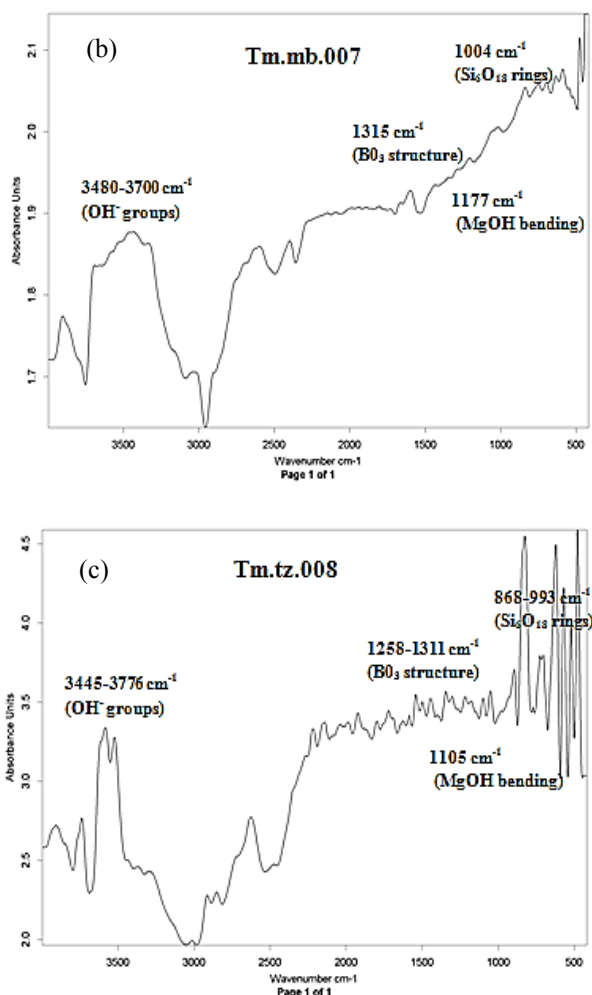 (b)
Tm.mb.007
1004 cm⁻¹
(Si₆O₁₈ rings)
1315 cm⁻¹
(B0₃ structure)
3480-3700 cm⁻¹
(OH⁻ groups)
1177 cm⁻¹
(MgOH bending)
Absorbance Units
2.1
2.0
1.9
1.8
1.7
3500
3000
2500
2000
1500
1000
500
Wavenumber cm-1
Page 1 of 1
(c)
Tm.tz.008
868-993 cm⁻¹
(Si₆O₁₈ rings)
1258-1311 cm⁻¹
(B0₃ structure)
3445-3776 cm⁻¹
(OH⁻ groups)
1105 cm⁻¹
(MgOH bending)
Absorbance Units
4.5
4.0
3.5
3.0
2.5
2.0
3500
3000
2500
2000
1500
1000
500
Wavenumber cm-1
Page 1 of 1